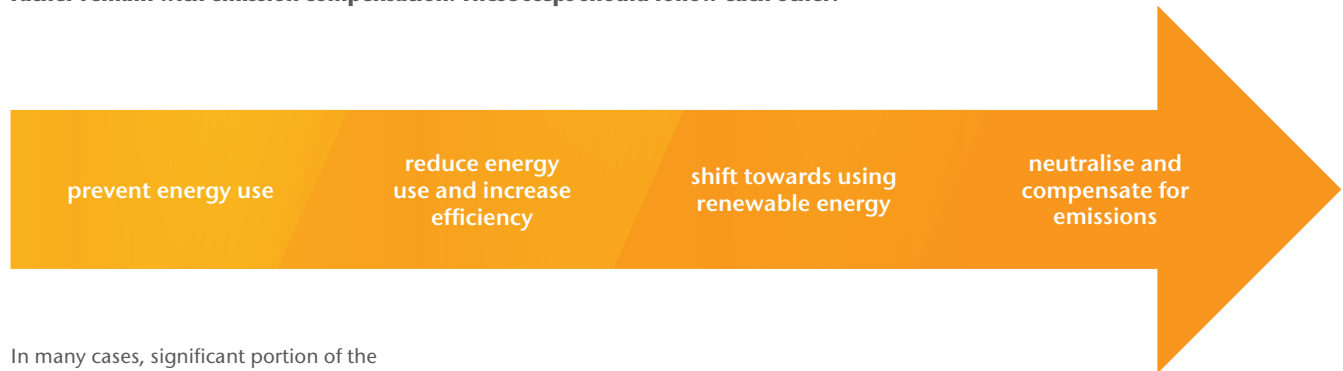 prevent energy use
reduce energy
use and increase
efficiency
shift towards using
renewable energy
neutralise and
compensate for
emissions
In many cases, significant portion of the